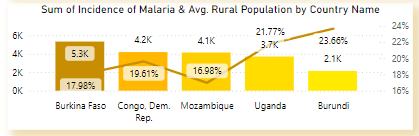 Sum of Incidence of Malaria & Avg. Rural Population by Country Name
6K
4K
2K
0K
5.3K
4.2K
4.1K
3.7K
2.1K
17.98%
19.61%
16.98%
21.77%
23.66%
24%
22%
20%
18%
16%
Burkina Faso
Congo, Dem.
Rep.
Mozambique
Uganda
Burundi